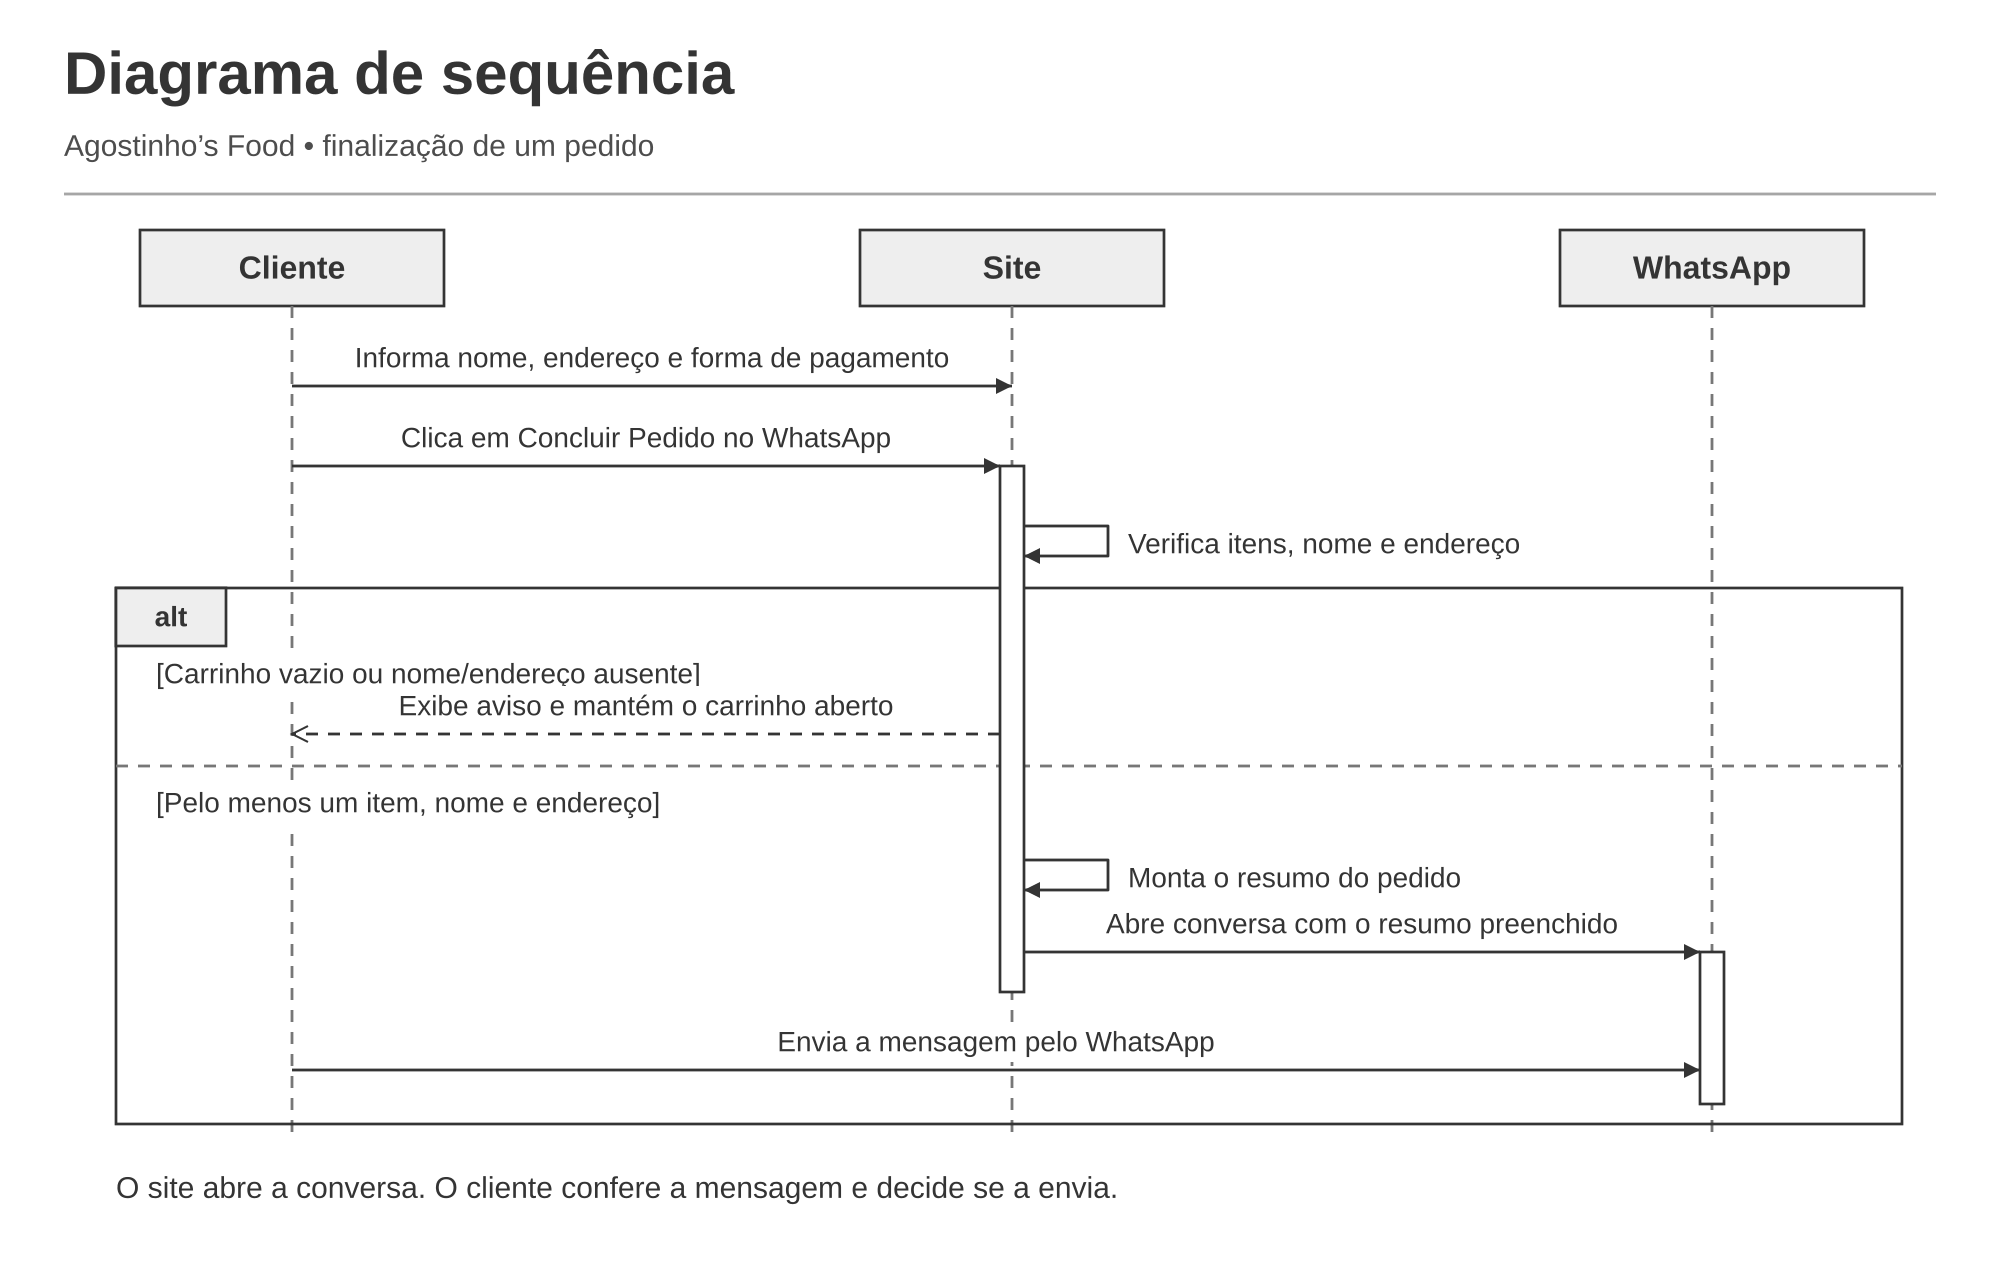 Diagrama de sequência
Agostinho’s Food • finalização de um pedido
Cliente
Site
WhatsApp
Informa nome, endereço e forma de pagamento
Clica em Concluir Pedido no WhatsApp
Verifica itens, nome e endereço
alt
[Carrinho vazio ou nome/endereço ausente]
Exibe aviso e mantém o carrinho aberto
[Pelo menos um item, nome e endereço]
Monta o resumo do pedido
Abre conversa com o resumo preenchido
Envia a mensagem pelo WhatsApp
O site abre a conversa. O cliente confere a mensagem e decide se a envia.